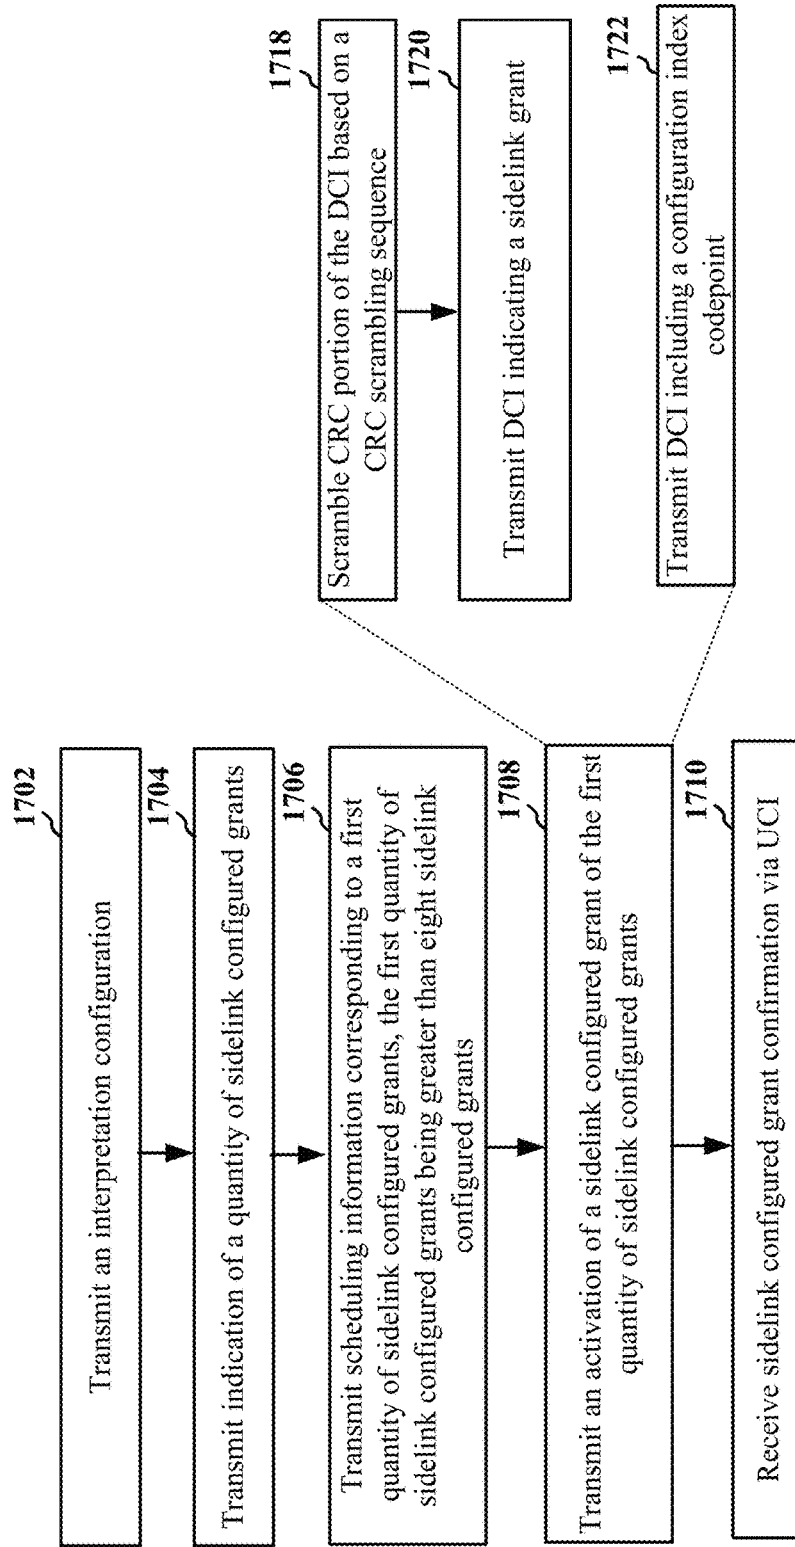 1702
Transmit an interpretation configuration
1704
Transmit indication of a quantity of sidelink configured grants
1706
Transmit scheduling information corresponding to a first
quantity of sidelink configured grants, the first quantity of
sidelink configured grants being greater than eight sidelink
configured grants
1708
Transmit an activation of a sidelink configured grant of the first
quantity of sidelink configured grants
1710
Receive sidelink configured grant confirmation via UCI
1718
Scramble CRC portion of the DCI based on a
CRC scrambling sequence
1720
Transmit DCI indicating a sidelink grant
1722
Transmit DCI including a configuration index
codepoint